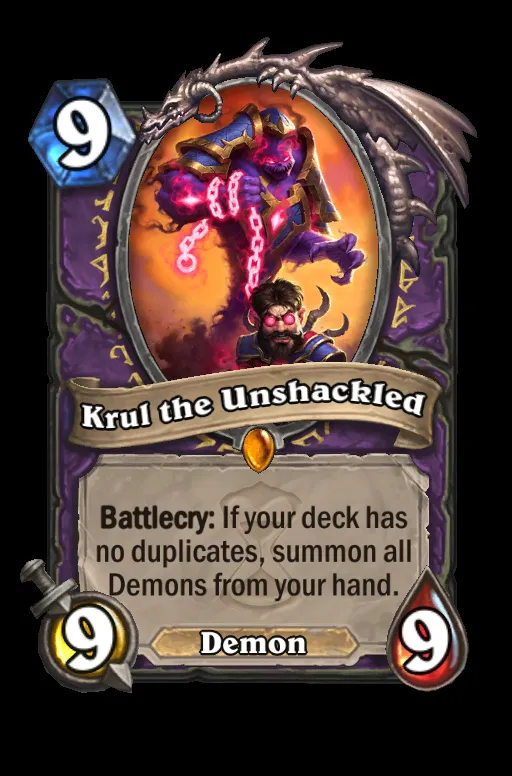 9
Krul the Unshackled
Battlecry: If your deck has
no duplicates, summon all
Demons from your hand.
9
Demon
9